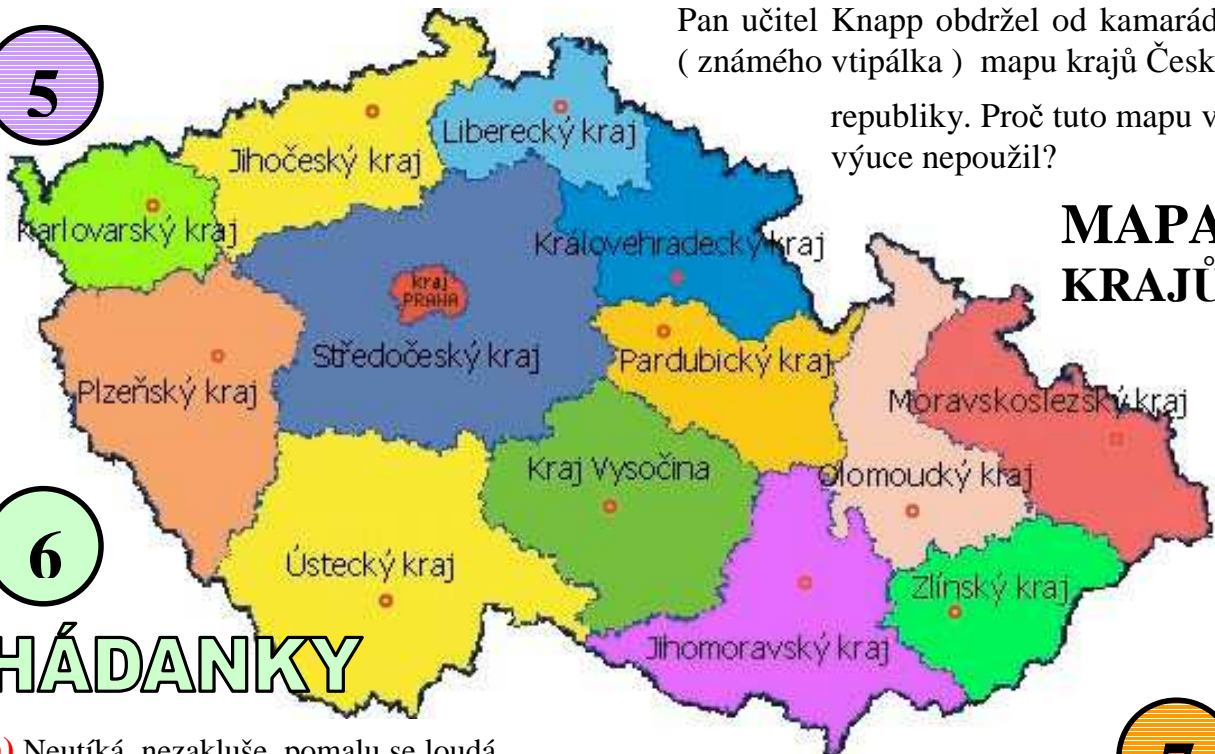 5
Pan učitel Knapp obdržel od kamarád
( známého vtipálka ) mapu krajů Česk
republiky. Proč tuto mapu v
výuce nepoužil?
MAPA
KRAJŮ
Jihočeský kraj
Liberecký kraj
Karlovarský kraj
Královehradecký kraj
kraj
PRAHA
Středočeský kraj
Pardubický kraj
Plzeňský kraj
Moravskoslezský kraj
Kraj Vysočina
Olomoucký kraj
6
Ústecký kraj
Zlínský kraj
Jihomoravský kraj
HÁDANKY
) Neutíká, nezakluše, pomalu se loudá